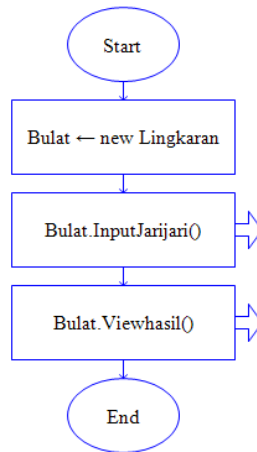 Start
Bulat ← new Lingkaran
Bulat.InputJarijari()
Bulat.Viewhasil()
End